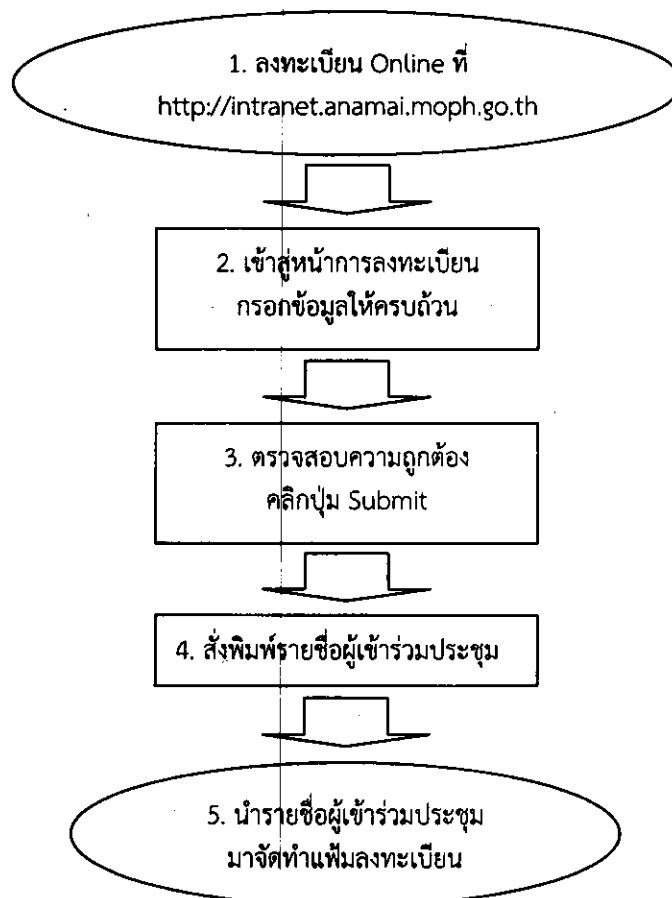 1. ลงทะเบียน Online ที่
http://intranet.anamai.moph.go.th
2. เข้าสู่หน้าการลงทะเบียน
กรอกข้อมูลให้ครบถ้วน
3. ตรวจสอบความถูกต้อง
คลิกปุ่ม Submit
4. สั่งพิมพ์รายชื่อผู้เข้าร่วมประชุม
5. นำรายชื่อผู้เข้าร่วมประชุม
มาจัดทำแฟ้มลงทะเบียน